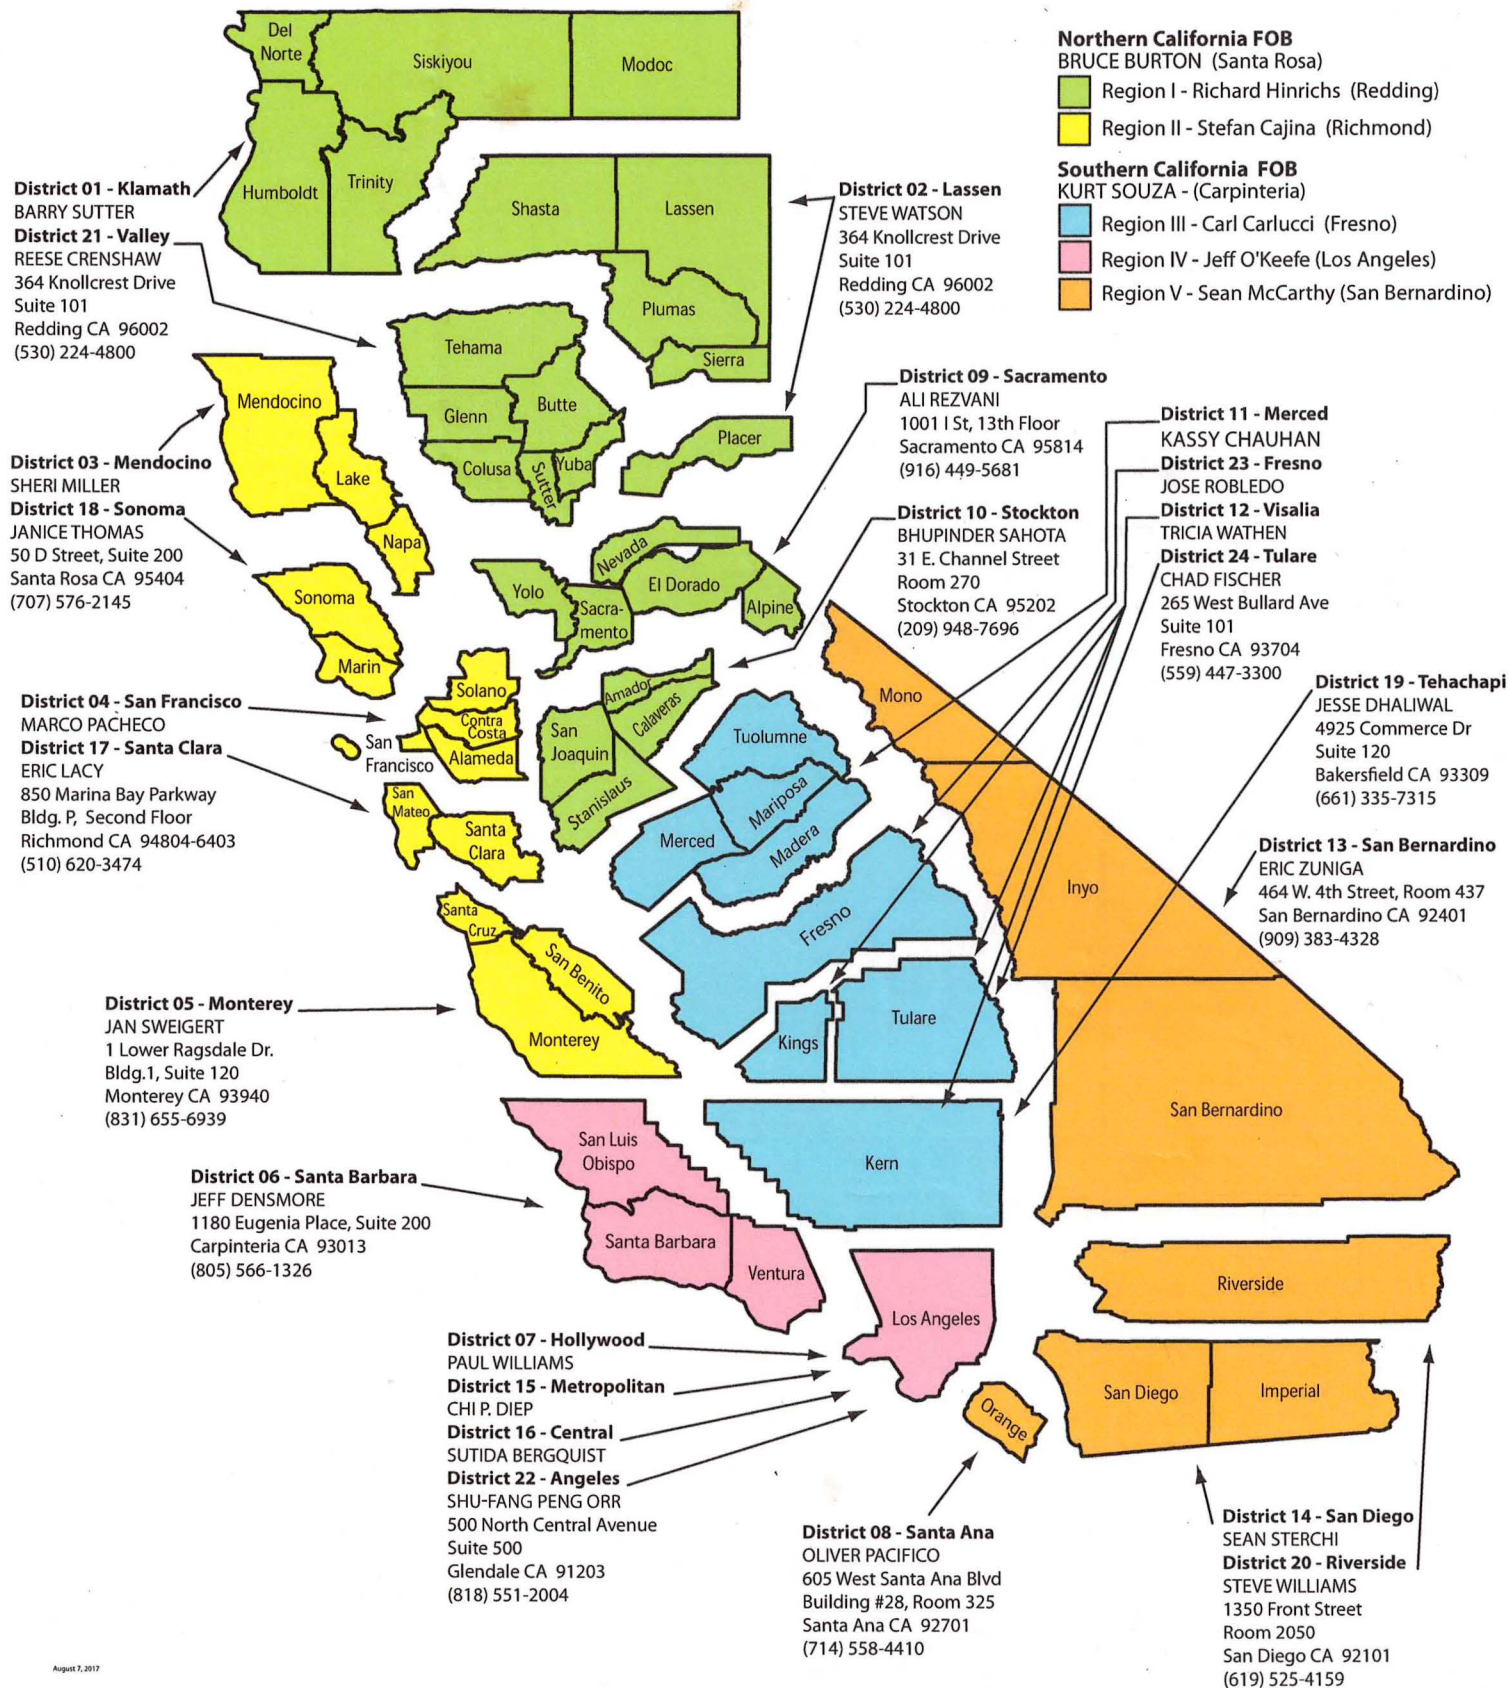 Northern California FOB
BRUCE BURTON (Santa Rosa)
Region I - Richard Hinrichs (Redding)
Region II - Stefan Cajina (Richmond)
Southern California FOB
KURT SOUZA - (Carpinteria)
Region III - Carl Carlucci (Fresno)
Region IV - Jeff O'Keefe (Los Angeles)
Region V - Sean McCarthy (San Bernardino)
Del
Norte
Siskiyou
Modoc
Humboldt
Trinity
Shasta
Lassen
Plumas
Sierra
District 01 - Klamath
BARRY SUTTER
District 21 - Valley
REESE CRENSHAW
364 Knollcrest Drive
Suite 101
Redding CA 96002
(530) 224-4800
District 02 - Lassen
STEVE WATSON
364 Knollcrest Drive
Suite 101
Redding CA 96002
(530) 224-4800
Tehama
Glenn
Butte
Colusa
Sutter
Yuba
Placer
Mendocino
Lake
Napa
District 03 - Mendocino
SHERI MILLER
District 18 - Sonoma
JANICE THOMAS
50 D Street, Suite 200
Santa Rosa CA 95404
(707) 576-2145
District 09 - Sacramento
ALI REZVANI
1001 I St, 13th Floor
Sacramento CA 95814
(916) 449-5681
District 10 - Stockton
BHUPINDER SAHOTA
31 E. Channel Street
Room 270
Stockton CA 95202
(209) 948-7696
District 11 - Merced
KASSY CHAUHAN
District 23 - Fresno
JOSE ROBLEDO
District 12 - Visalia
TRICIA WATHEN
District 24 - Tulare
CHAD FISCHER
265 West Bullard Ave
Suite 101
Fresno CA 93704
(559) 447-3300
Sonoma
Marin
Yolo
Nevada
El Dorado
Sacra-
mento
Alpine
District 04 - San Francisco
MARCO PACHECO
District 17 - Santa Clara
ERIC LACY
850 Marina Bay Parkway
Bldg. P, Second Floor
Richmond CA 94804-6403
(510) 620-3474
Solano
Contra
Costa
Alameda
San
Francisco
San
Mateo
Santa
Clara
Amador
Calaveras
San
Joaquin
Stanislaus
Tuolumne
Mariposa
Merced
Madera
Fresno
Mono
Inyo
District 19 - Tehachapi
JESSE DHALIWAL
4925 Commerce Dr
Suite 120
Bakersfield CA 93309
(661) 335-7315
District 13 - San Bernardino
ERIC ZUNIGA
464 W. 4th Street, Room 437
San Bernardino CA 92401
(909) 383-4328
Santa
Cruz
San Benito
Monterey
Kings
Tulare
San Bernardino
District 05 - Monterey
JAN SWEIGERT
1 Lower Ragsdale Dr.
Bldg.1, Suite 120
Monterey CA 93940
(831) 655-6939
San Luis
Obispo
Santa Barbara
Ventura
Kern
Los Angeles
Riverside
San Diego
Imperial
Orange
District 06 - Santa Barbara
JEFF DENSMORE
1180 Eugenia Place, Suite 200
Carpinteria CA 93013
(805) 566-1326
District 07 - Hollywood
PAUL WILLIAMS
District 15 - Metropolitan
CHI P. DIEP
District 16 - Central
SUTIDA BERGQUIST
District 22 - Angeles
SHU-FANG PENG ORR
500 North Central Avenue
Suite 500
Glendale CA 91203
(818) 551-2004
District 08 - Santa Ana
OLIVER PACIFICO
605 West Santa Ana Blvd
Building #28, Room 325
Santa Ana CA 92701
(714) 558-4410
District 14 - San Diego
SEAN STERCHI
District 20 - Riverside
STEVE WILLIAMS
1350 Front Street
Room 2050
San Diego CA 92101
(619) 525-4159
August 7, 2017